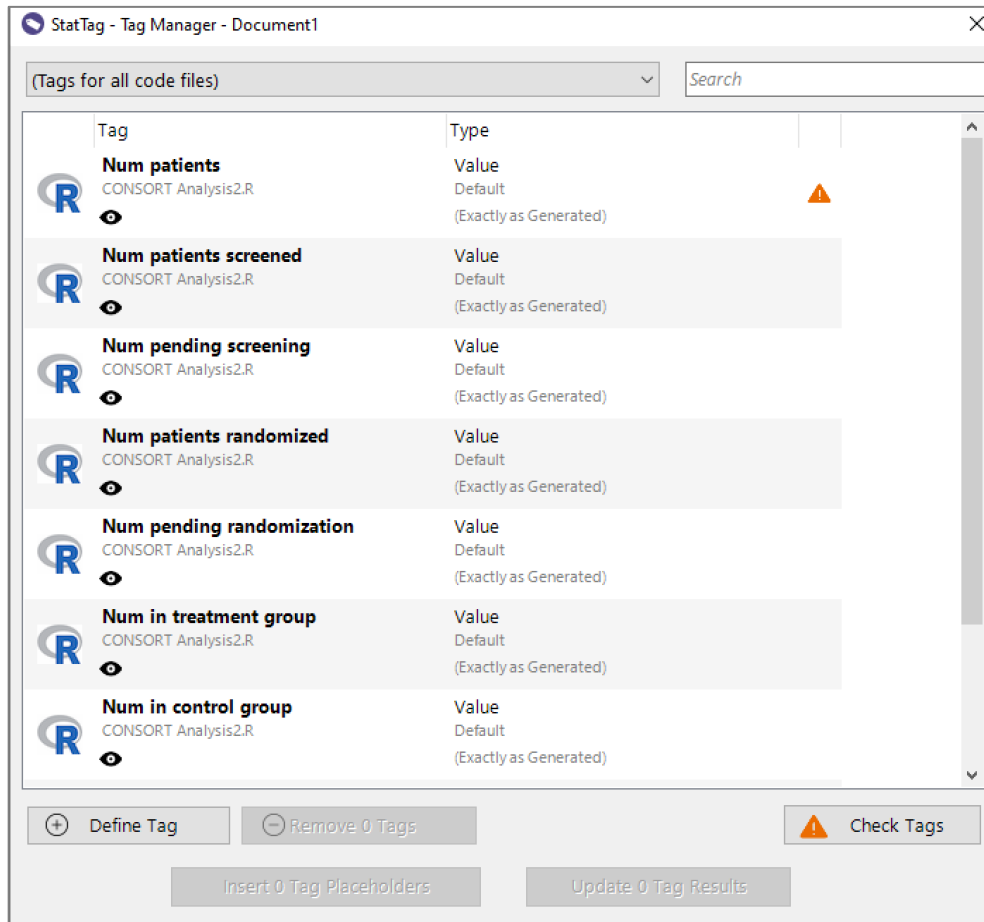 StatTag - Tag Manager - Document1
(Tags for all code files)
Search
Tag Type
Num patients Value
CONSORT Analysis2.R Default
(Exactly as Generated)
Num patients screened Value
CONSORT Analysis2.R Default
(Exactly as Generated)
Num pending screening Value
CONSORT Analysis2.R Default
(Exactly as Generated)
Num patients randomized Value
CONSORT Analysis2.R Default
(Exactly as Generated)
Num pending randomization Value
CONSORT Analysis2.R Default
(Exactly as Generated)
Num in treatment group Value
CONSORT Analysis2.R Default
(Exactly as Generated)
Num in control group Value
CONSORT Analysis2.R Default
(Exactly as Generated)
Define Tag
Remove 0 Tags
Check Tags
Insert 0 Tag Placeholders
Update 0 Tag Results